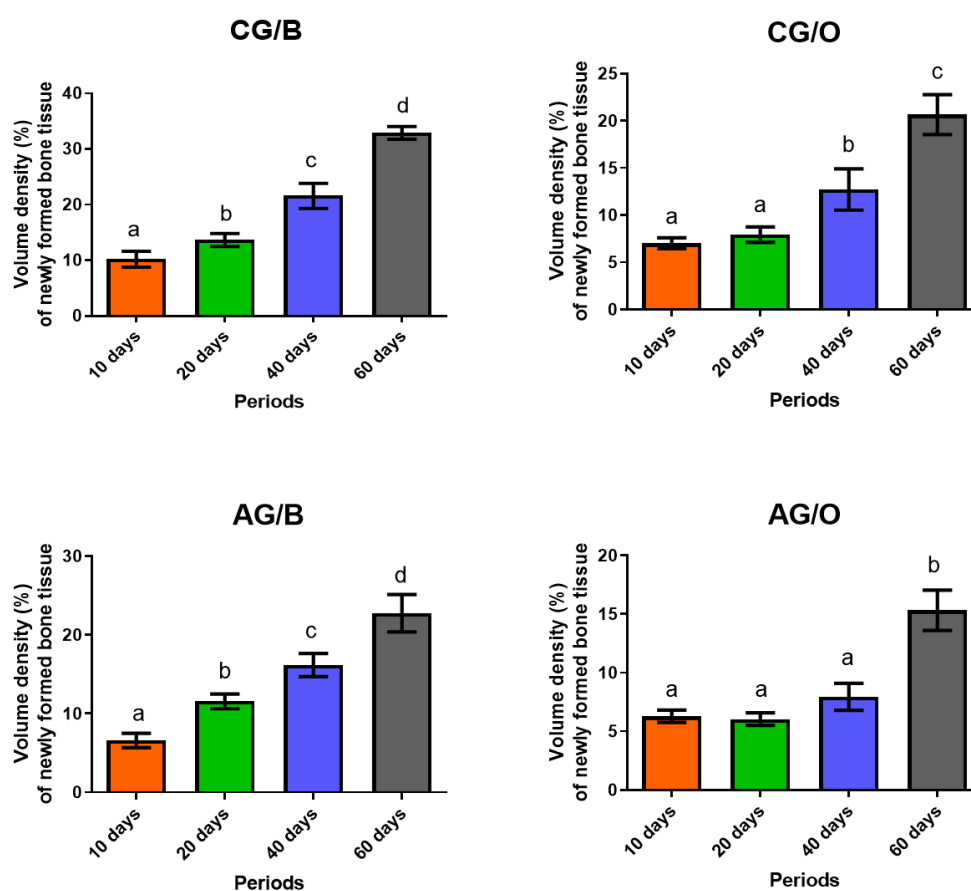 CG/B
Volume density (%)
of newly formed bone tissue
40
30
20
10
0
a
b
c
d
10 days
20 days
40 days
60 days
Periods
CG/O
Volume density (%)
of newly formed bone tissue
25
20
15
10
5
0
a
a
b
c
10 days
20 days
40 days
60 days
Periods
AG/B
Volume density (%)
of newly formed bone tissue
30
20
10
0
a
b
c
d
10 days
20 days
40 days
60 days
Periods
AG/O
Volume density (%)
of newly formed bone tissue
20
15
10
5
0
a
a
a
b
10 days
20 days
40 days
60 days
Periods